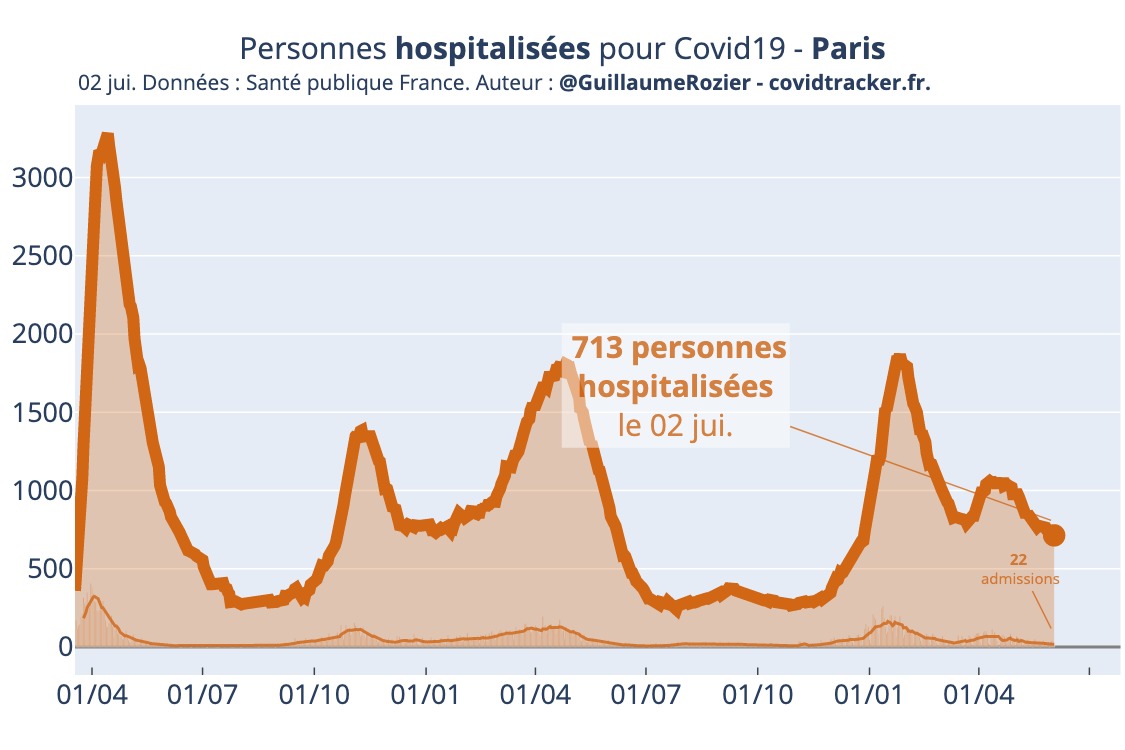 Personnes hospitalisées pour Covid19 - Paris
02 jui. Données : Santé publique France. Auteur : @GuillaumeRozier - covidtracker.fr.
3000
2500
2000
713 personnes
hospitalisées
le 02 jui.
1500
1000
500
22
admissions
0
01/04 01/07 01/10 01/01 01/04 01/07 01/10 01/01 01/04